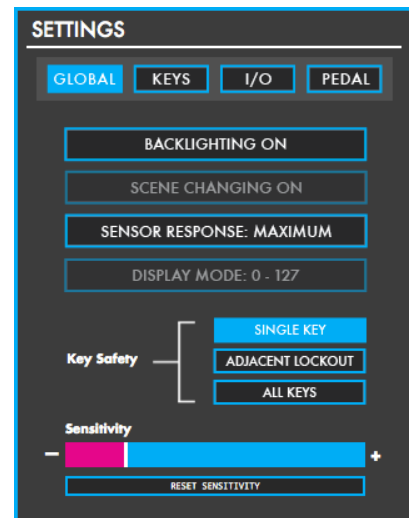 SETTINGS
GLOBAL KEYS I/O PEDAL
BACKLIGHTING ON
SCENE CHANGING ON
SENSOR RESPONSE: MAXIMUM
DISPLAY MODE: 0 - 127
SINGLE KEY
Key Safety ADJACENT LOCKOUT
ALL KEYS
Sensitivity
– +
RESET SENSITIVITY